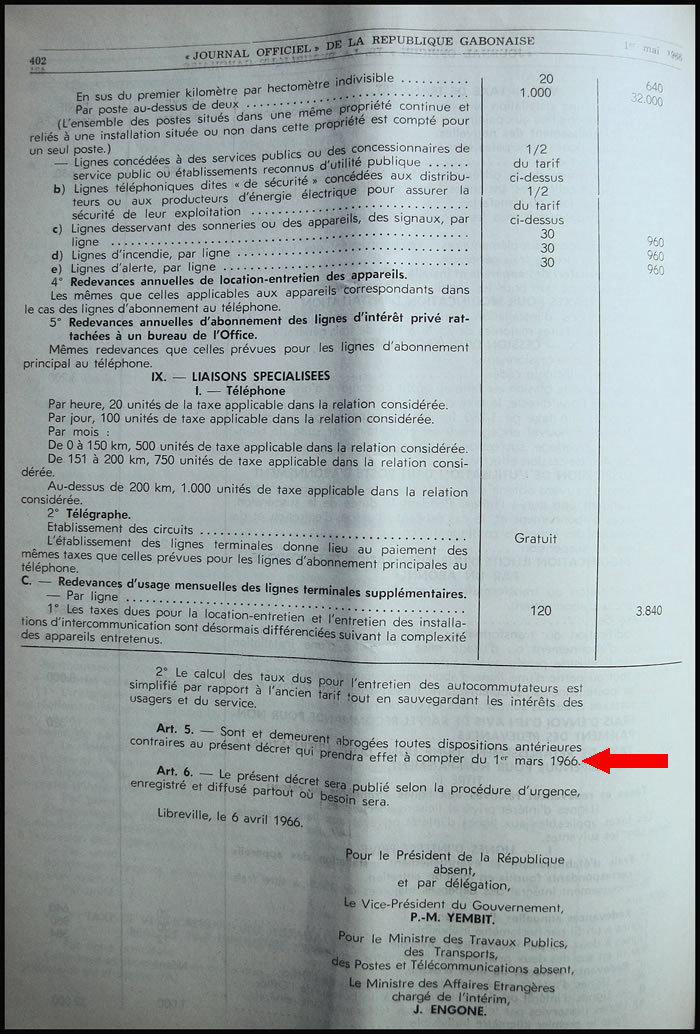 402
« JOURNAL OFFICIEL » DE LA REPUBLIQUE GABONAISE
1er mai 1966
En sus du premier kilomètre par hectomètre indivisible .......... 20 640
Par poste au-dessus de deux .......... 1.000 32.000
(L'ensemble des postes situés dans une même propriété continue et
reliés à une installation située ou non dans cette propriété est compté pour
un seul poste.)
— Lignes concédées à des services publics ou des concessionnaires de 1/2
service public ou établissements reconnus d'utilité publique ...... du tarif
b) Lignes téléphoniques dites « de sécurité » concédées aux distribu- ci-dessus
teurs ou aux producteurs d'énergie électrique pour assurer la 1/2
sécurité de leur exploitation .......... du tarif
c) Lignes desservant des sonneries ou des appareils, des signaux, par ci-dessus
ligne .......... 30 960
d) Lignes d'incendie, par ligne .......... 30 960
e) Lignes d'alerte, par ligne .......... 30 960
4° Redevances annuelles de location-entretien des appareils.
Les mêmes que celles applicables aux appareils correspondants dans
le cas des lignes d'abonnement au téléphone.
5° Redevances annuelles d'abonnement des lignes d'intérêt privé rat-
tachées à un bureau de l'Office.
Mêmes redevances que celles prévues pour les lignes d'abonnement
principal au téléphone.
IX. — LIAISONS SPECIALISEES
I. — Téléphone
Par heure, 20 unités de la taxe applicable dans la relation considérée.
Par jour, 100 unités de taxe applicable dans la relation considérée.
Par mois :
De 0 à 150 km, 500 unités de taxe applicable dans la relation considérée.
De 151 à 200 km, 750 unités de taxe applicable dans la relation consi-
dérée.
Au-dessus de 200 km, 1.000 unités de taxe applicable dans la relation
considérée.
2° Télégraphe.
Etablissement des circuits .......... Gratuit
L'établissement des lignes terminales donne lieu au paiement des
mêmes taxes que celles prévues pour les lignes d'abonnement principales au
téléphone.
C. — Redevances d'usage mensuelles des lignes terminales supplémentaires.
— Par ligne .......... 120 3.840
1° Les taxes dues pour la location-entretien et l'entretien des installa-
tions d'intercommunication sont désormais différenciées suivant la complexité
des appareils entretenus.
2° Le calcul des taux dus pour l'entretien des autocommutateurs est
simplifié par rapport à l'ancien tarif tout en sauvegardant les intérêts des
usagers et du service.
Art. 5. — Sont et demeurent abrogées toutes dispositions antérieures
contraires au présent décret qui prendra effet à compter du 1er mars 1966.
Art. 6. — Le présent décret sera publié selon la procédure d'urgence,
enregistré et diffusé partout où besoin sera.
Libreville, le 6 avril 1966.
Pour le Président de la République
absent,
et par délégation,
Le Vice-Président du Gouvernement,
P.-M. YEMBIT.
Pour le Ministre des Travaux Publics,
des Transports,
des Postes et Télécommunications absent,
Le Ministre des Affaires Etrangères
chargé de l'intérim,
J. ENGONE.